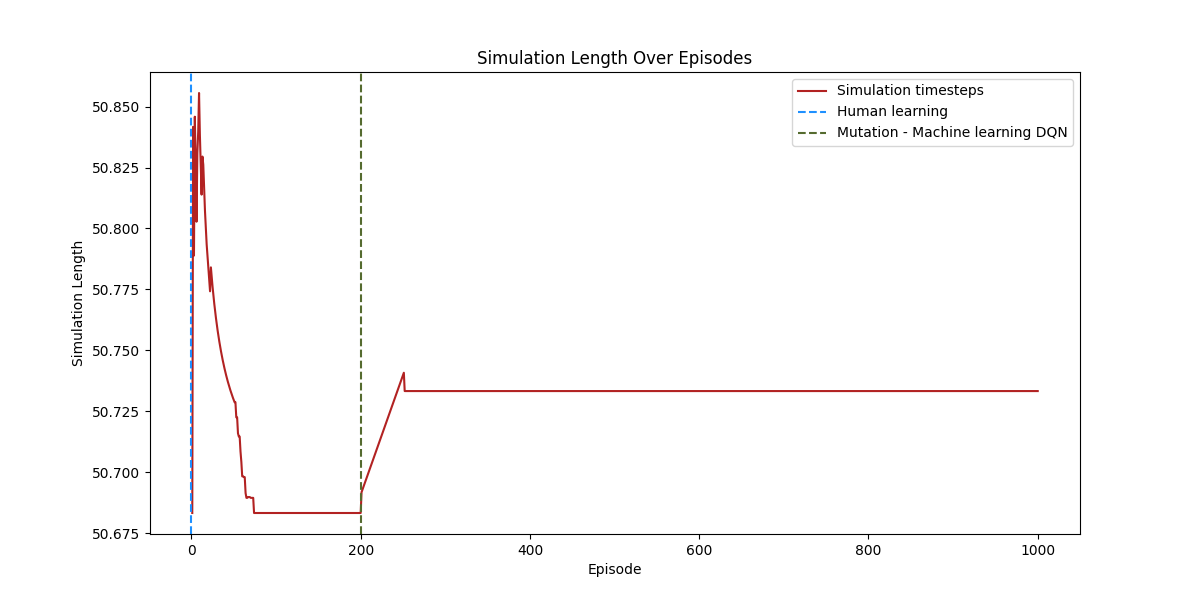 Simulation Length Over Episodes
Simulation timesteps
Human learning
Mutation - Machine learning DQN
Simulation Length
50.850
50.825
50.800
50.775
50.750
50.725
50.700
50.675
0 200 400 600 800 1000
Episode